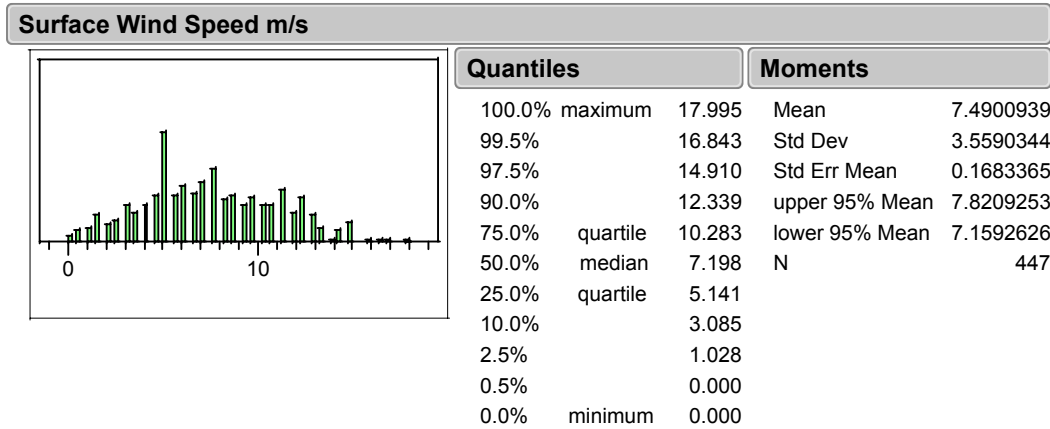 Surface Wind Speed m/s
0 10
Quantiles
100.0% maximum 17.995
99.5% 16.843
97.5% 14.910
90.0% 12.339
75.0% quartile 10.283
50.0% median 7.198
25.0% quartile 5.141
10.0% 3.085
2.5% 1.028
0.5% 0.000
0.0% minimum 0.000
Moments
Mean 7.4900939
Std Dev 3.5590344
Std Err Mean 0.1683365
upper 95% Mean 7.8209253
lower 95% Mean 7.1592626
N 447